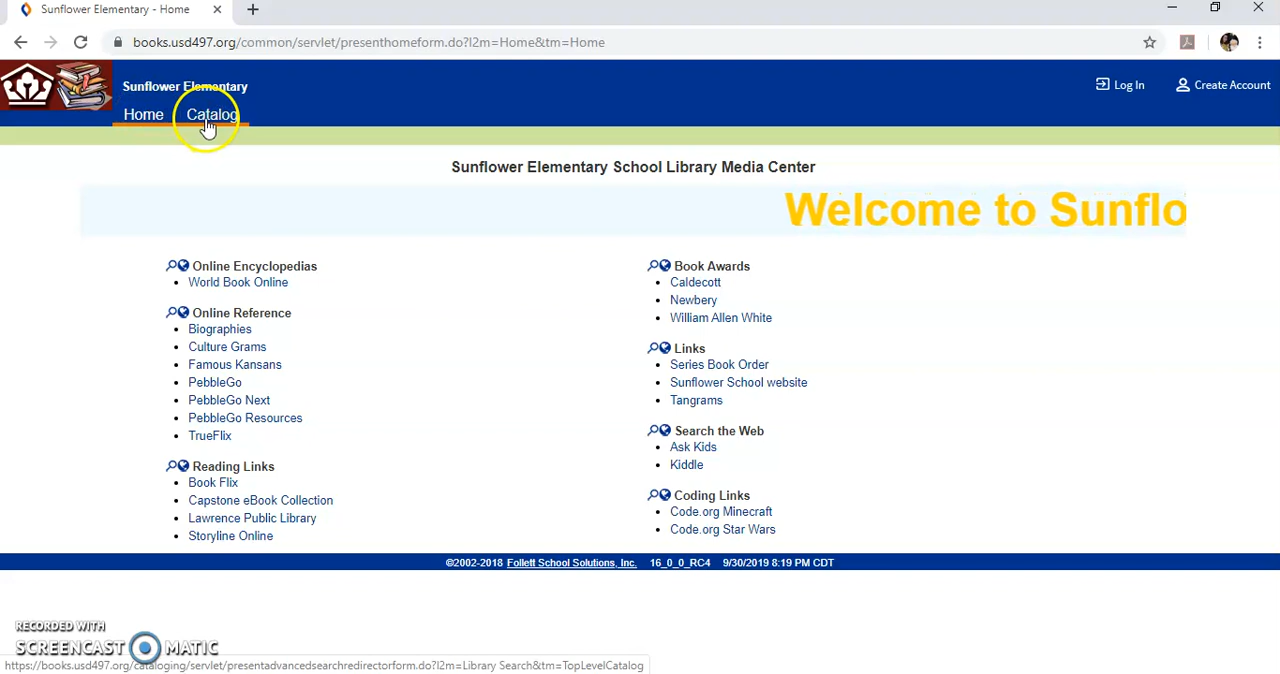 Sunflower Elementary - Home
books.usd497.org/common/servlet/presenthomeform.do?l2m=Home&tm=Home
Sunflower Elementary
Log In
Create Account
Home
Catalog
Sunflower Elementary School Library Media Center
Welcome to Sunflo
Online Encyclopedias
World Book Online
Online Reference
Biographies
Culture Grams
Famous Kansans
PebbleGo
PebbleGo Next
PebbleGo Resources
TrueFlix
Reading Links
Book Flix
Capstone eBook Collection
Lawrence Public Library
Storyline Online
Book Awards
Caldecott
Newbery
William Allen White
Links
Series Book Order
Sunflower School website
Tangrams
Search the Web
Ask Kids
Kiddle
Coding Links
Code.org Minecraft
Code.org Star Wars
©2002-2018 Follett School Solutions, Inc. 16_0_0_RC4 9/30/2019 8:19 PM CDT
RECORDED WITH
SCREENCAST MATIC
https://books.usd497.org/cataloging/servlet/presentadvancedsearchredirectorform.do?l2m=Library Search&tm=TopLevelCatalog